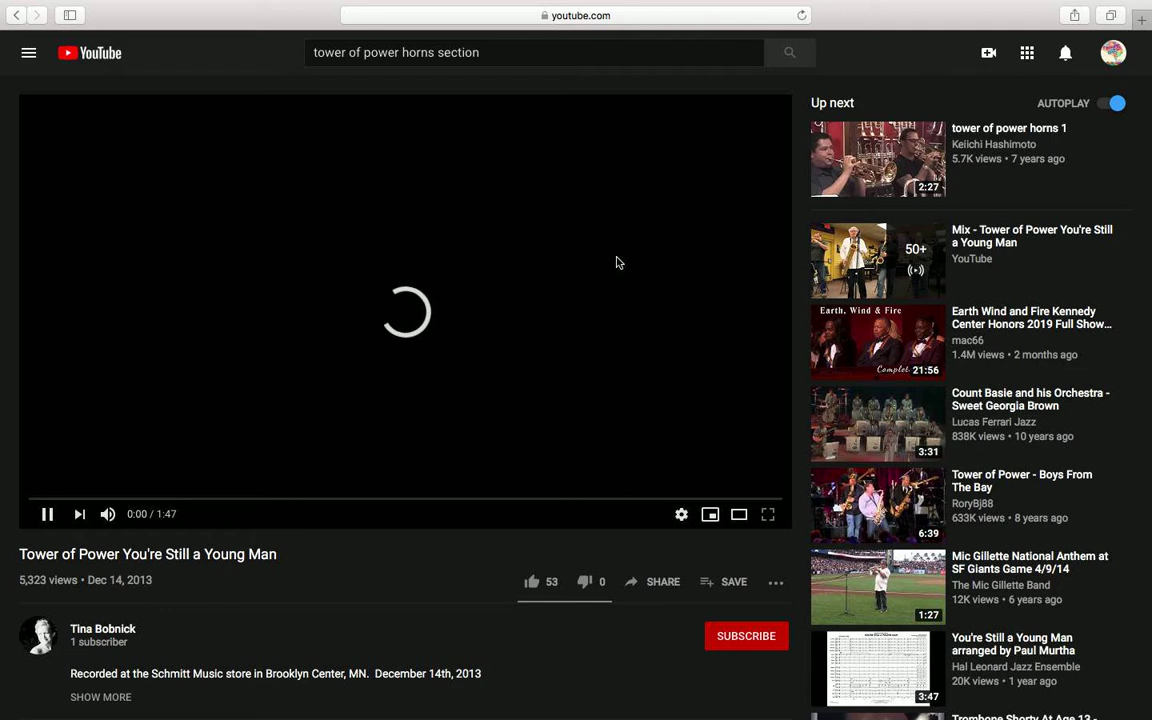 youtube.com
YouTube
tower of power horns section
Up next
AUTOPLAY
tower of power horns 1
Keiichi Hashimoto
5.7K views • 7 years ago
2:27
Mix - Tower of Power You're Still
a Young Man
YouTube
50+
Earth Wind and Fire Kennedy
Center Honors 2019 Full Show...
mac66
1.4M views • 2 months ago
Earth, Wind & Fire
Complet
21:56
Count Basie and his Orchestra -
Sweet Georgia Brown
Lucas Ferrari Jazz
838K views • 10 years ago
3:31
Tower of Power - Boys From
The Bay
RoryBj88
633K views • 8 years ago
6:39
Mic Gillette National Anthem at
SF Giants Game 4/9/14
The Mic Gillette Band
12K views • 6 years ago
1:27
You're Still a Young Man
arranged by Paul Murtha
Hal Leonard Jazz Ensemble
20K views • 1 year ago
3:47
Trombone Shorty At Age 13 -
0:00 / 1:47
Tower of Power You're Still a Young Man
5,323 views • Dec 14, 2013
53
0
SHARE
SAVE
Tina Bobnick
1 subscriber
SUBSCRIBE
Recorded at the Schmitt Music store in Brooklyn Center, MN. December 14th, 2013
SHOW MORE